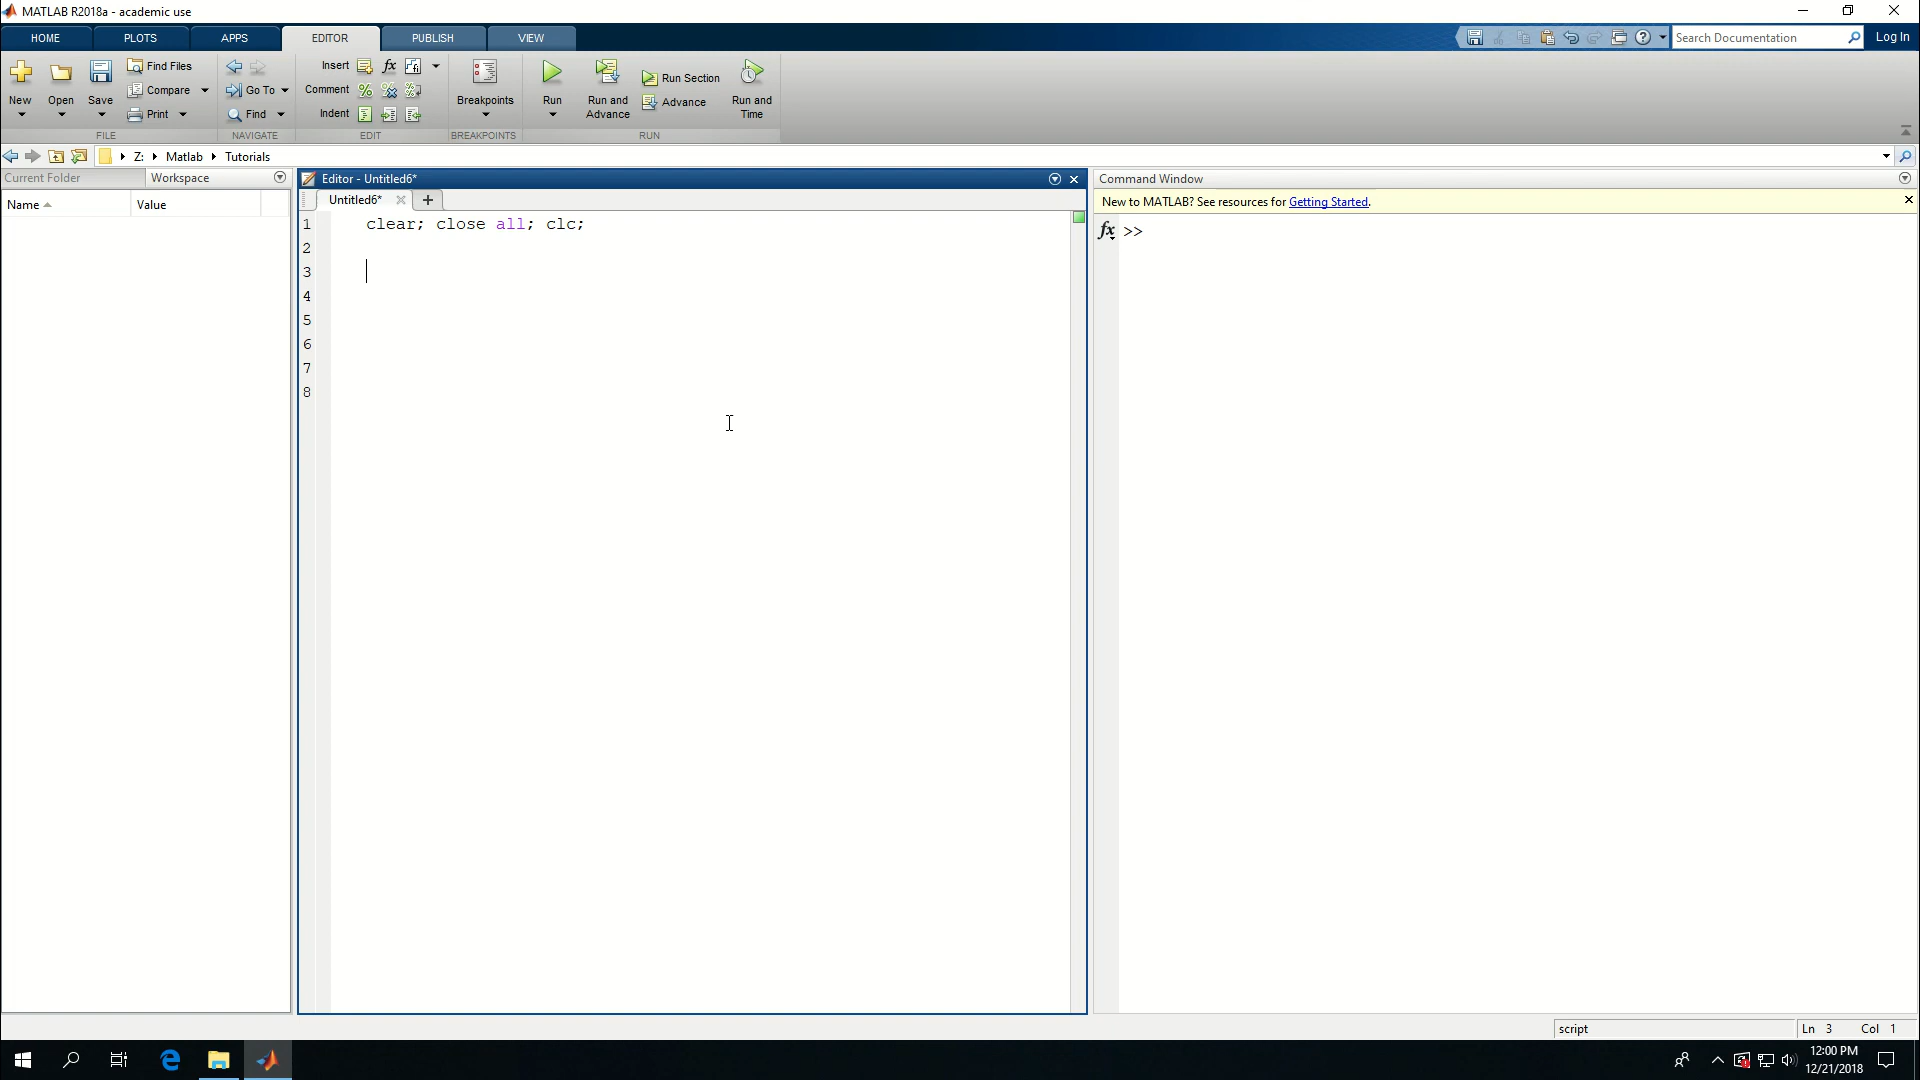 MATLAB R2018a - academic use
HOME PLOTS APPS EDITOR PUBLISH VIEW
Search Documentation
Log In
New
Open
Save
Find Files
Compare
Print
Go To
Find
Insert
Comment
Indent
fx
Breakpoints
Run
Run and Advance
Run Section
Advance
Run and Time
FILE NAVIGATE EDIT BREAKPOINTS RUN
Z: Matlab Tutorials
Current Folder
Workspace
Name Value
Editor - Untitled6*
Untitled6*
1 clear; close all; clc;
2
3
4
5
6
7
8
Command Window
New to MATLAB? See resources for Getting Started.
fx >>
script
Ln 3 Col 1
12:00 PM
12/21/2018